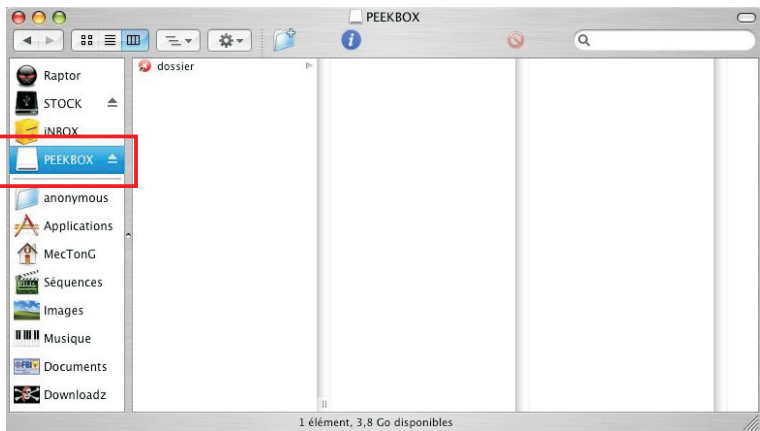 PEEKBOX
Raptor
STOCK
iNBOX
PEEKBOX
anonymous
Applications
MecTonG
Séquences
Images
Musique
Documents
Downloadz
dossier
1 élément, 3,8 Go disponibles